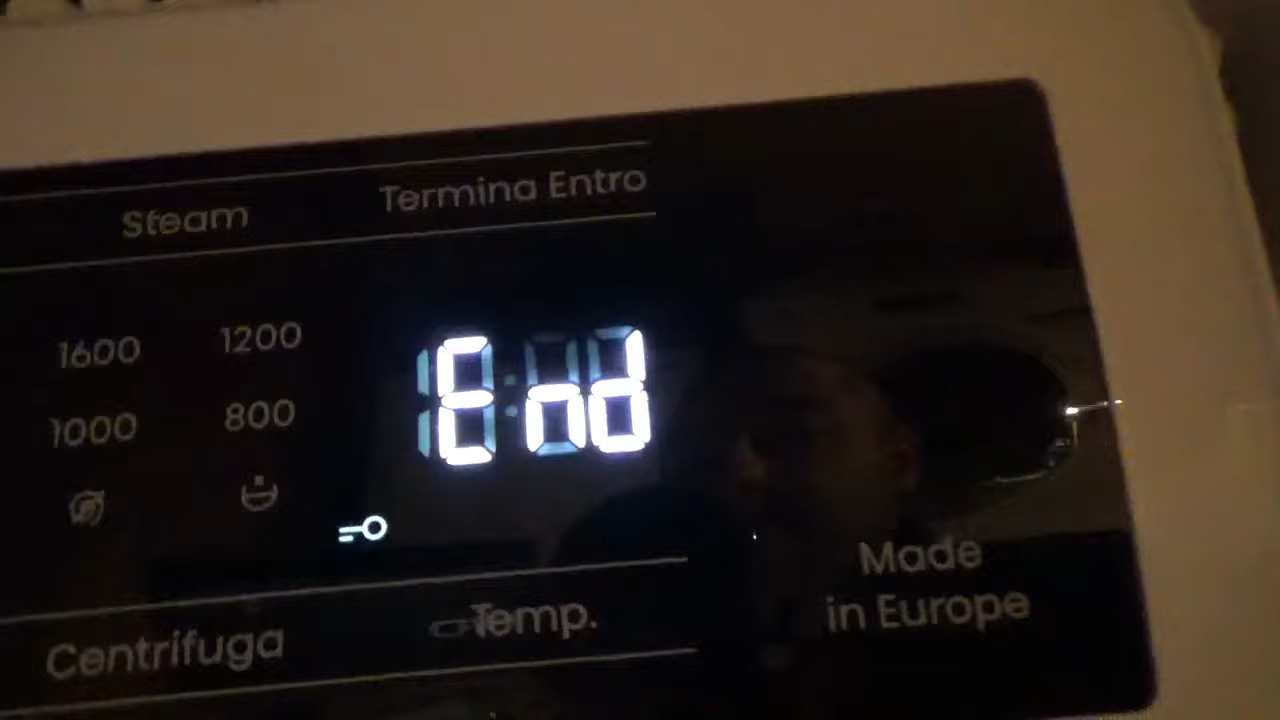 Steam Termina Entro
1600 1200
End
1000 800
Centrifuga Temp.
Made
in Europe